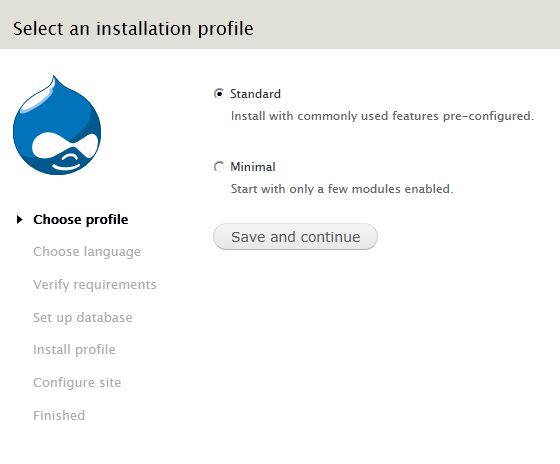 Select an installation profile
Standard
Install with commonly used features pre-configured.
Minimal
Start with only a few modules enabled.
Save and continue
Choose profile
Choose language
Verify requirements
Set up database
Install profile
Configure site
Finished